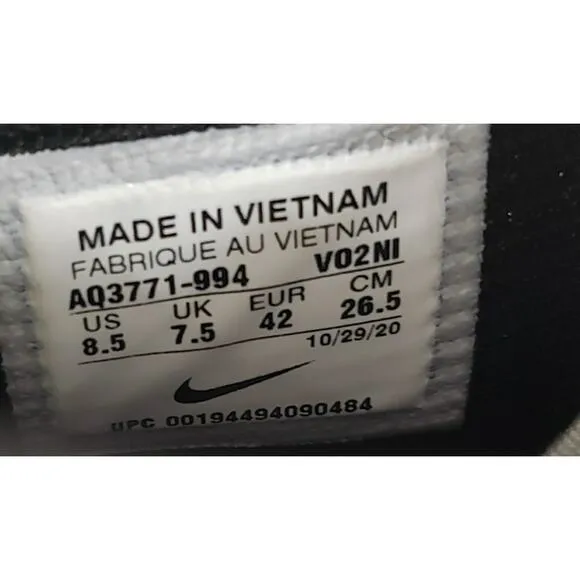 MADE IN VIETNAM
FABRIQUE AU VIETNAM
AQ3771-994 VO2NI
US UK EUR CM
8.5 7.5 42 26.5
10/29/20
UPC 00194494090484